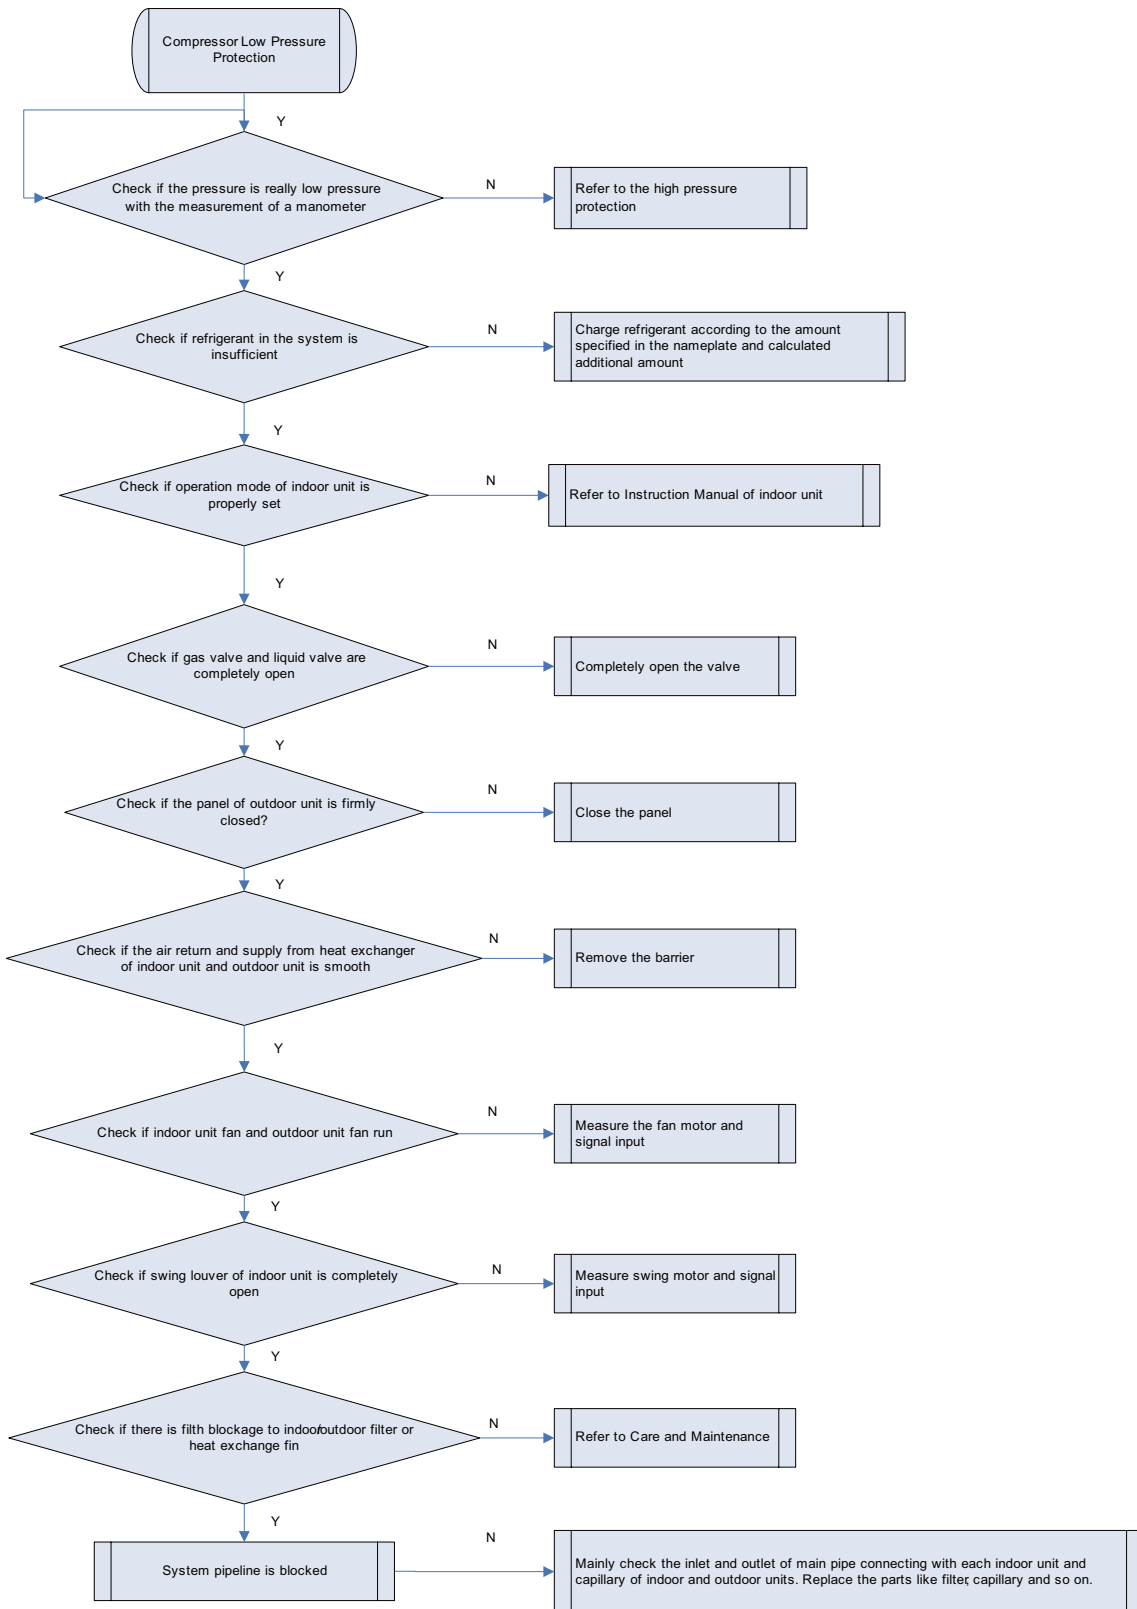 Compressor Low Pressure
Protection
Y
Check if the pressure is really low pressure
with the measurement of a manometer
N
Refer to the high pressure
protection
Y
Check if refrigerant in the system is
insufficient
N
Charge refrigerant according to the amount
specified in the nameplate and calculated
additional amount
Y
Check if operation mode of indoor unit is
properly set
N
Refer to Instruction Manual of indoor unit
Y
Check if gas valve and liquid valve are
completely open
N
Completely open the valve
Y
Check if the panel of outdoor unit is firmly
closed?
N
Close the panel
Y
Check if the air return and supply from heat exchanger
of indoor unit and outdoor unit is smooth
N
Remove the barrier
Y
Check if indoor unit fan and outdoor unit fan run
N
Measure the fan motor and
signal input
Y
Check if swing louver of indoor unit is completely
open
N
Measure swing motor and signal
input
Y
Check if there is filth blockage to indoor/outdoor filter or
heat exchange fin
N
Refer to Care and Maintenance
Y
System pipeline is blocked
N
Mainly check the inlet and outlet of main pipe connecting with each indoor unit and
capillary of indoor and outdoor units. Replace the parts like filter, capillary and so on.